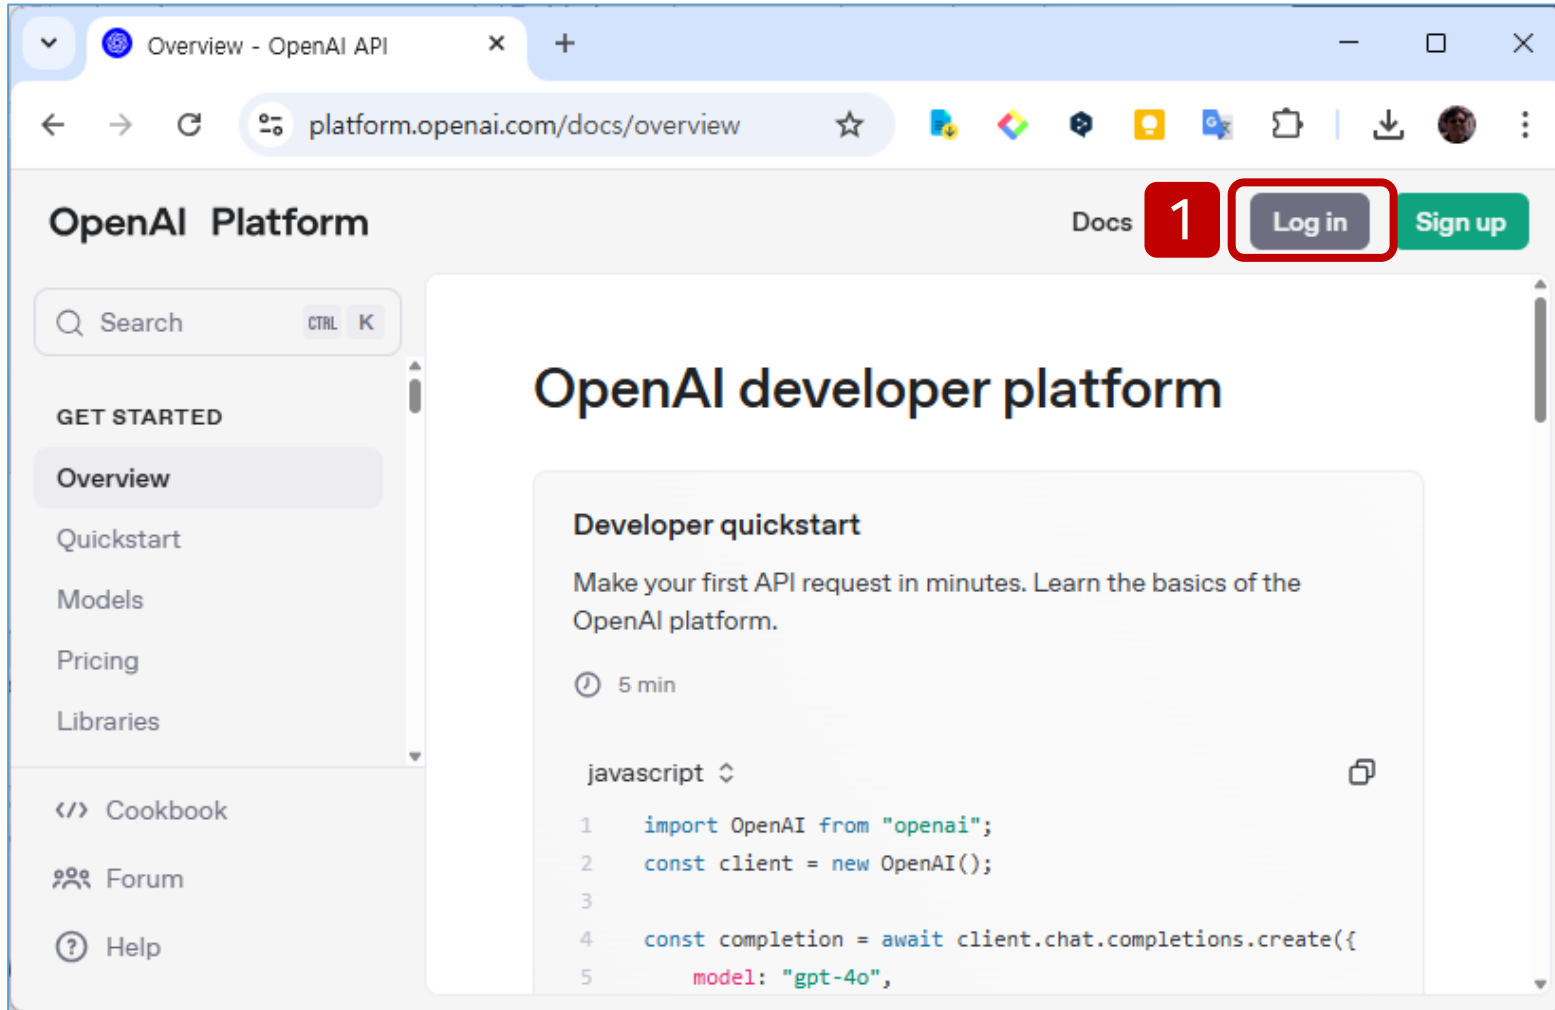 Overview - OpenAI API
platform.openai.com/docs/overview
OpenAI Platform
Docs
1
Log in
Sign up
Search
CTRL K
GET STARTED
Overview
Quickstart
Models
Pricing
Libraries
Cookbook
Forum
Help
OpenAI developer platform
Developer quickstart
Make your first API request in minutes. Learn the basics of the
OpenAI platform.
5 min
javascript
1 import OpenAI from "openai";
2 const client = new OpenAI();
3
4 const completion = await client.chat.completions.create({
5 model: "gpt-4o",